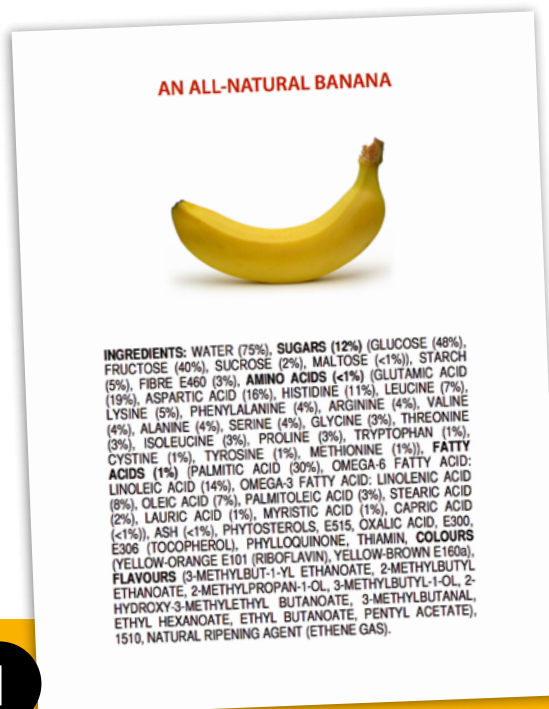 AN ALL-NATURAL BANANA
INGREDIENTS: WATER (75%), SUGARS (12%) (GLUCOSE (48%),
FRUCTOSE (40%), SUCROSE (2%), MALTOSE (<1%)), STARCH
(5%), FIBRE E460 (3%), AMINO ACIDS (<1%) (GLUTAMIC ACID
(19%), ASPARTIC ACID (16%), HISTIDINE (11%), LEUCINE (7%),
LYSINE (5%), PHENYLALANINE (4%), ARGININE (4%), VALINE
(4%), ALANINE (4%), SERINE (4%), GLYCINE (3%), THREONINE
(3%), ISOLEUCINE (3%), PROLINE (3%), TRYPTOPHAN (1%),
CYSTINE (1%), TYROSINE (1%), METHIONINE (1%)), FATTY
ACIDS (1%) (PALMITIC ACID (30%), OMEGA-6 FATTY ACID:
LINOLEIC ACID (14%), OMEGA-3 FATTY ACID: LINOLENIC ACID
(8%), OLEIC ACID (7%), PALMITOLEIC ACID (3%), STEARIC ACID
(2%), LAURIC ACID (1%), MYRISTIC ACID (1%), CAPRIC ACID
(<1%)), ASH (<1%), PHYTOSTEROLS, E515, OXALIC ACID, E300,
E306 (TOCOPHEROL), PHYLLOQUINONE, THIAMIN, COLOURS
(YELLOW-ORANGE E101 (RIBOFLAVIN), YELLOW-BROWN E160a),
FLAVOURS (3-METHYLBUT-1-YL ETHANOATE, 2-METHYLBUTYL
ETHANOATE, 2-METHYLPROPAN-1-OL, 3-METHYLBUTYL-1-OL, 2-
HYDROXY-3-METHYLETHYL BUTANOATE, 3-METHYLBUTANAL,
ETHYL HEXANOATE, ETHYL BUTANOATE, PENTYL ACETATE),
1510, NATURAL RIPENING AGENT (ETHENE GAS).